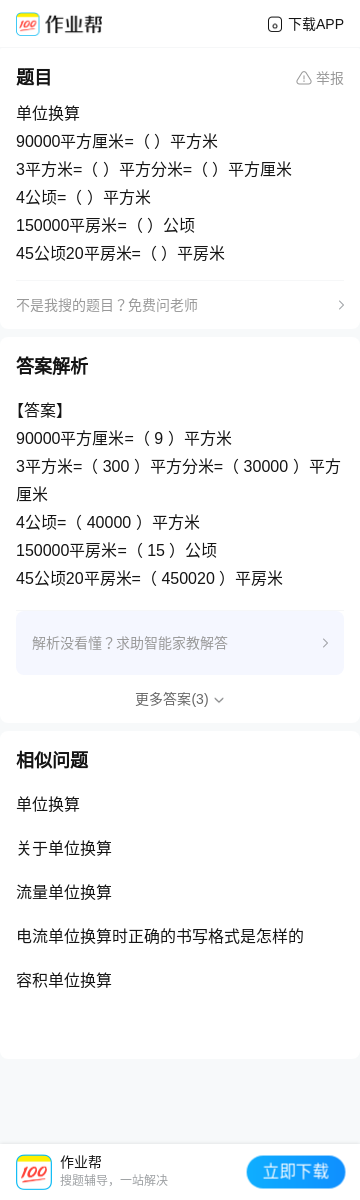 100 作业帮 下载APP
题目 举报
单位换算
90000平方厘米=（ ）平方米
3平方米=（ ）平方分米=（ ）平方厘米
4公顷=（ ）平方米
150000平房米=（ ）公顷
45公顷20平房米=（ ）平房米
不是我搜的题目？免费问老师
答案解析
【答案】
90000平方厘米=（ 9 ）平方米
3平方米=（ 300 ）平方分米=（ 30000 ）平方
厘米
4公顷=（ 40000 ）平方米
150000平房米=（ 15 ）公顷
45公顷20平房米=（ 450020 ）平房米
解析没看懂？求助智能家教解答
更多答案(3)
相似问题
单位换算
关于单位换算
流量单位换算
电流单位换算时正确的书写格式是怎样的
容积单位换算
100 作业帮
搜题辅导，一站解决
立即下载